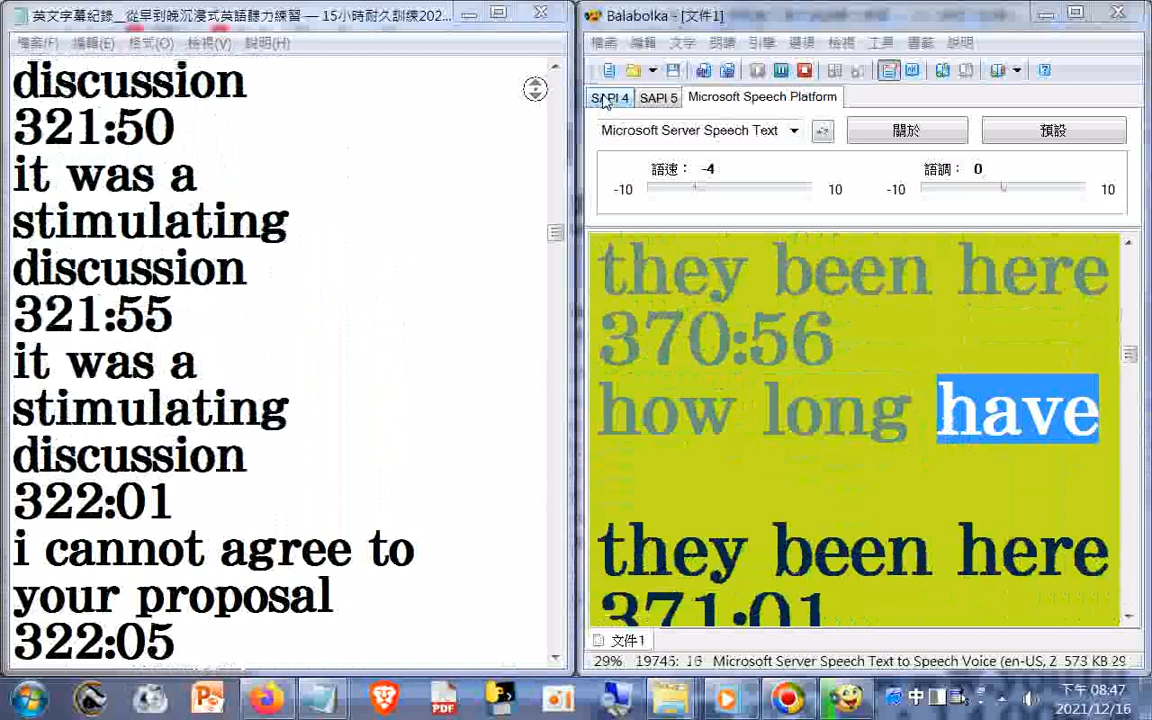 英文字幕紀錄__從早到晚沉浸式英語聽力練習 — 15小時耐久訓練202...
檔案(F) 編輯(E) 格式(O) 檢視(V) 說明(H)
discussion
321:50
it was a
stimulating
discussion
321:55
it was a
stimulating
discussion
322:01
i cannot agree to
your proposal
322:05
Balabolka - [文件1]
檔案 編輯 文字 朗讀 引擎 選項 檢視 工具 書籤 說明
SAPI 4 SAPI 5 Microsoft Speech Platform
Microsoft Server Speech Text
關於 預設
語速： -4 語調： 0
-10 10 -10 10
they been here
370:56
how long have
they been here
371:01
文件1
29% 19745: 16 Microsoft Server Speech Text to Speech Voice (en-US, Z 573 KB 29
中
下午 08:47
2021/12/16